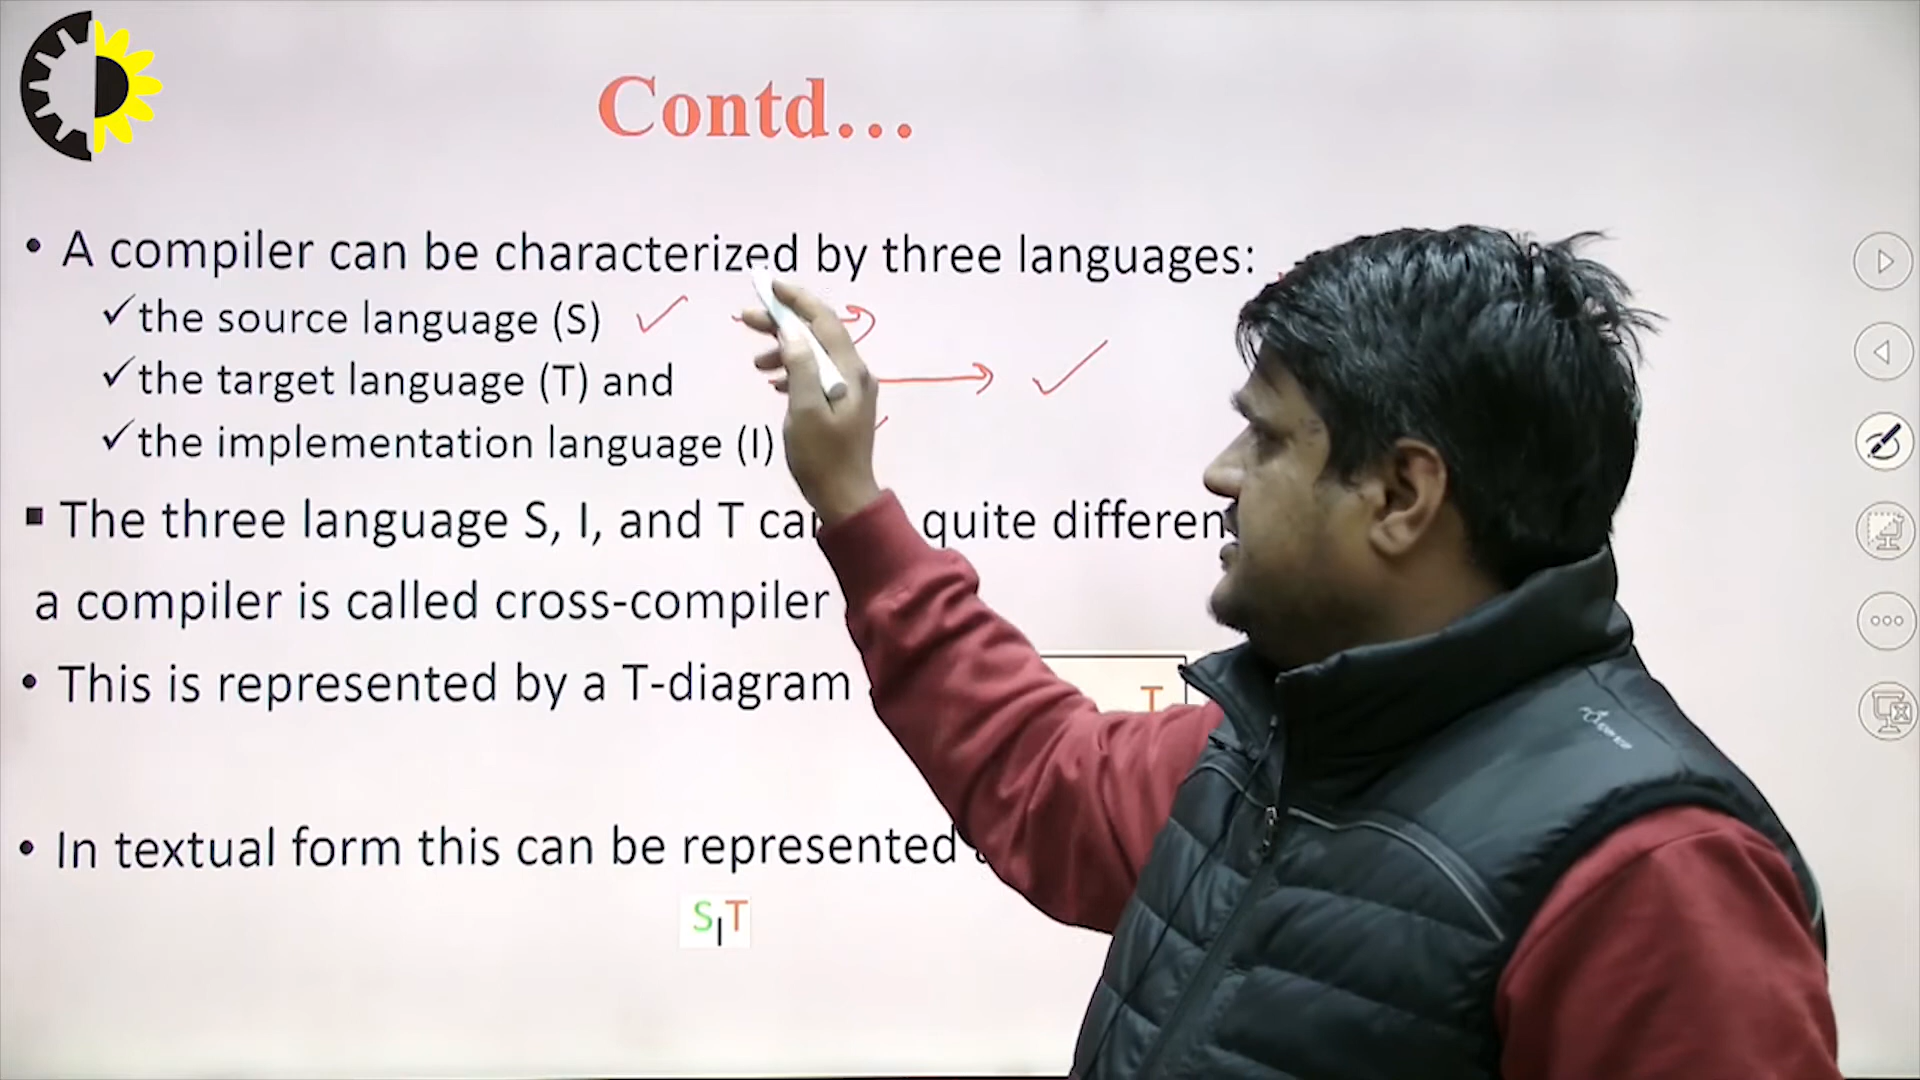 Contd...
• A compiler can be characterized by three languages:
✓the source language (S)
✓the target language (T) and
✓the implementation language (I)
▪ The three language S, I, and T quite
a compiler is called cross-compiler
• This is represented by a T-diagram
T
• In textual form this can be represented
SIT